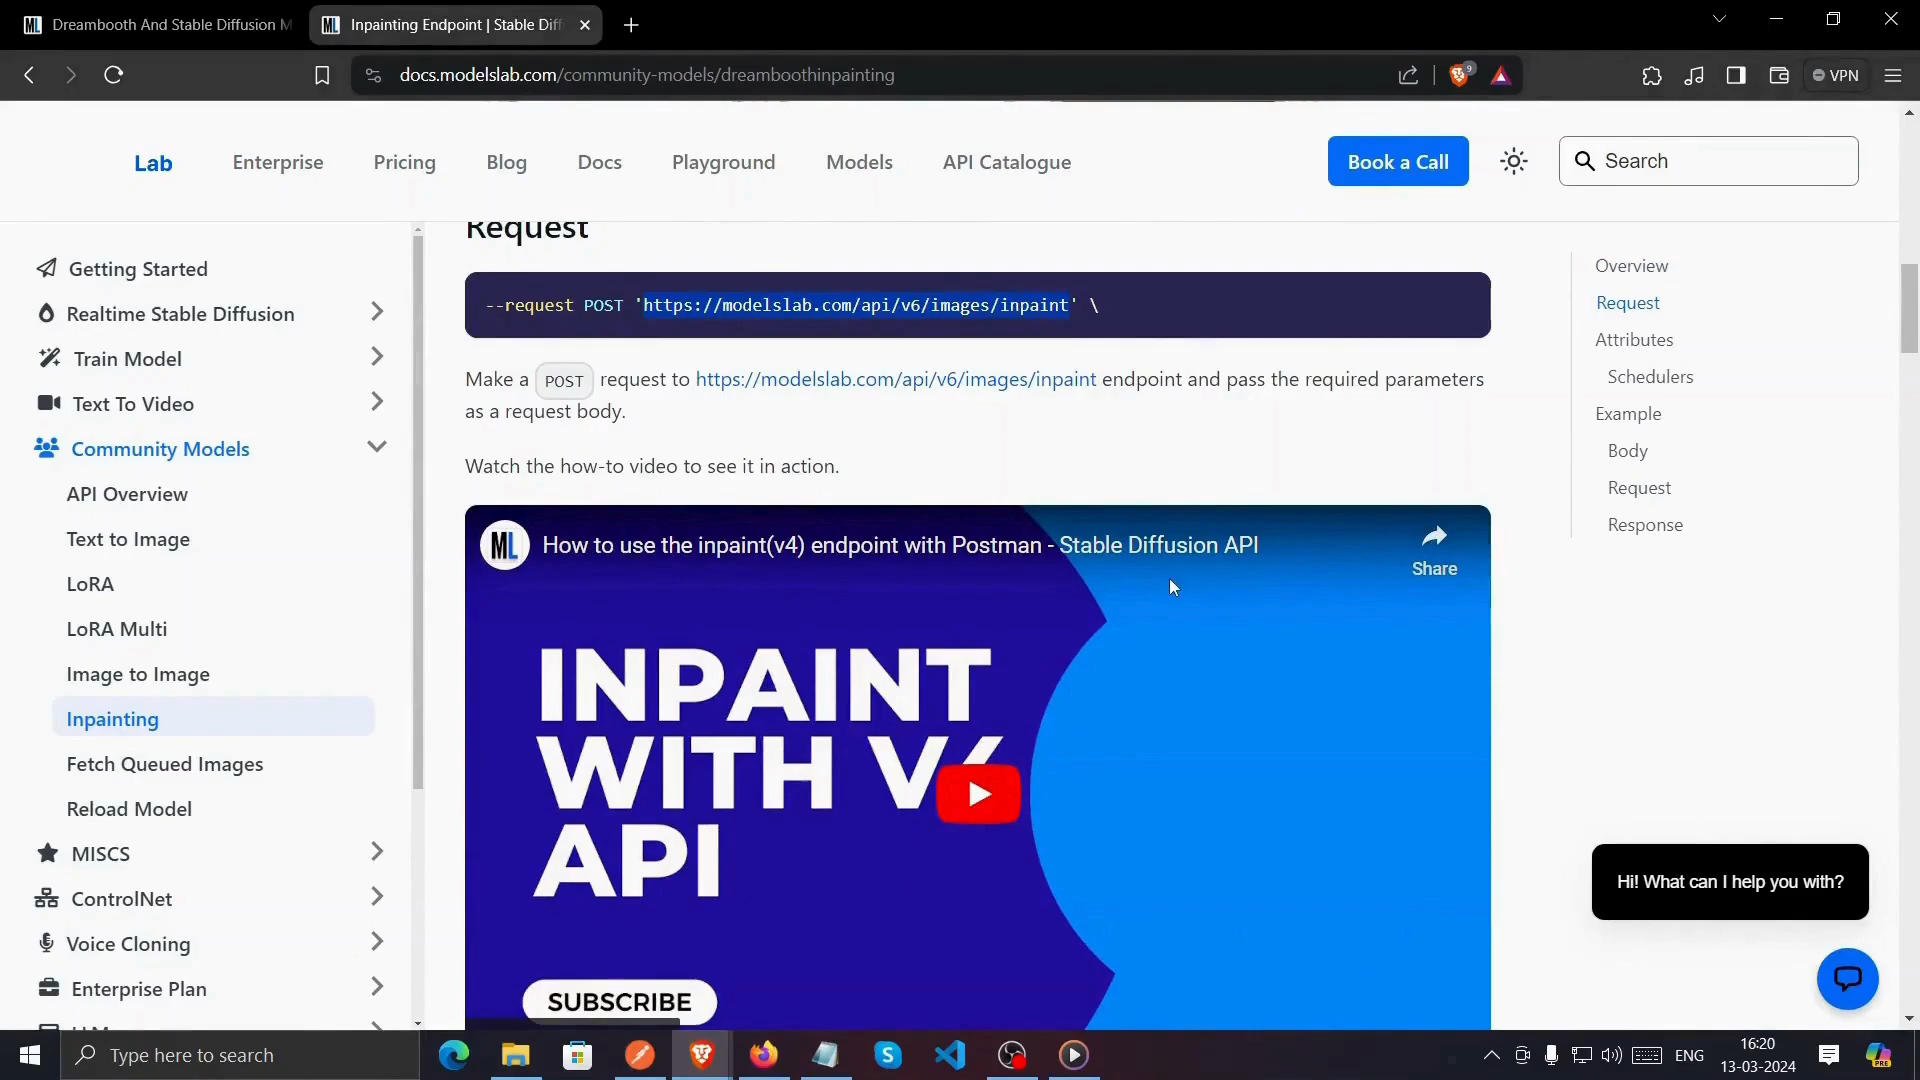 Dreambooth And Stable Diffusion M
Inpainting Endpoint | Stable Diff
docs.modelslab.com/community-models/dreamboothinpainting
9
VPN
Lab
Enterprise
Pricing
Blog
Docs
Playground
Models
API Catalogue
Book a Call
Search
Getting Started
Realtime Stable Diffusion
Train Model
Text To Video
Community Models
API Overview
Text to Image
LoRA
LoRA Multi
Image to Image
Inpainting
Fetch Queued Images
Reload Model
MISCS
ControlNet
Voice Cloning
Enterprise Plan
Request
--request POST 'https://modelslab.com/api/v6/images/inpaint' \
Make a POST request to https://modelslab.com/api/v6/images/inpaint endpoint and pass the required parameters
as a request body.
Watch the how-to video to see it in action.
ML
How to use the inpaint(v4) endpoint with Postman - Stable Diffusion API
Share
INPAINT
WITH V
API
SUBSCRIBE
Overview
Request
Attributes
Schedulers
Example
Body
Request
Response
Hi! What can I help you with?
Type here to search
ENG
16:20
13-03-2024
PRE